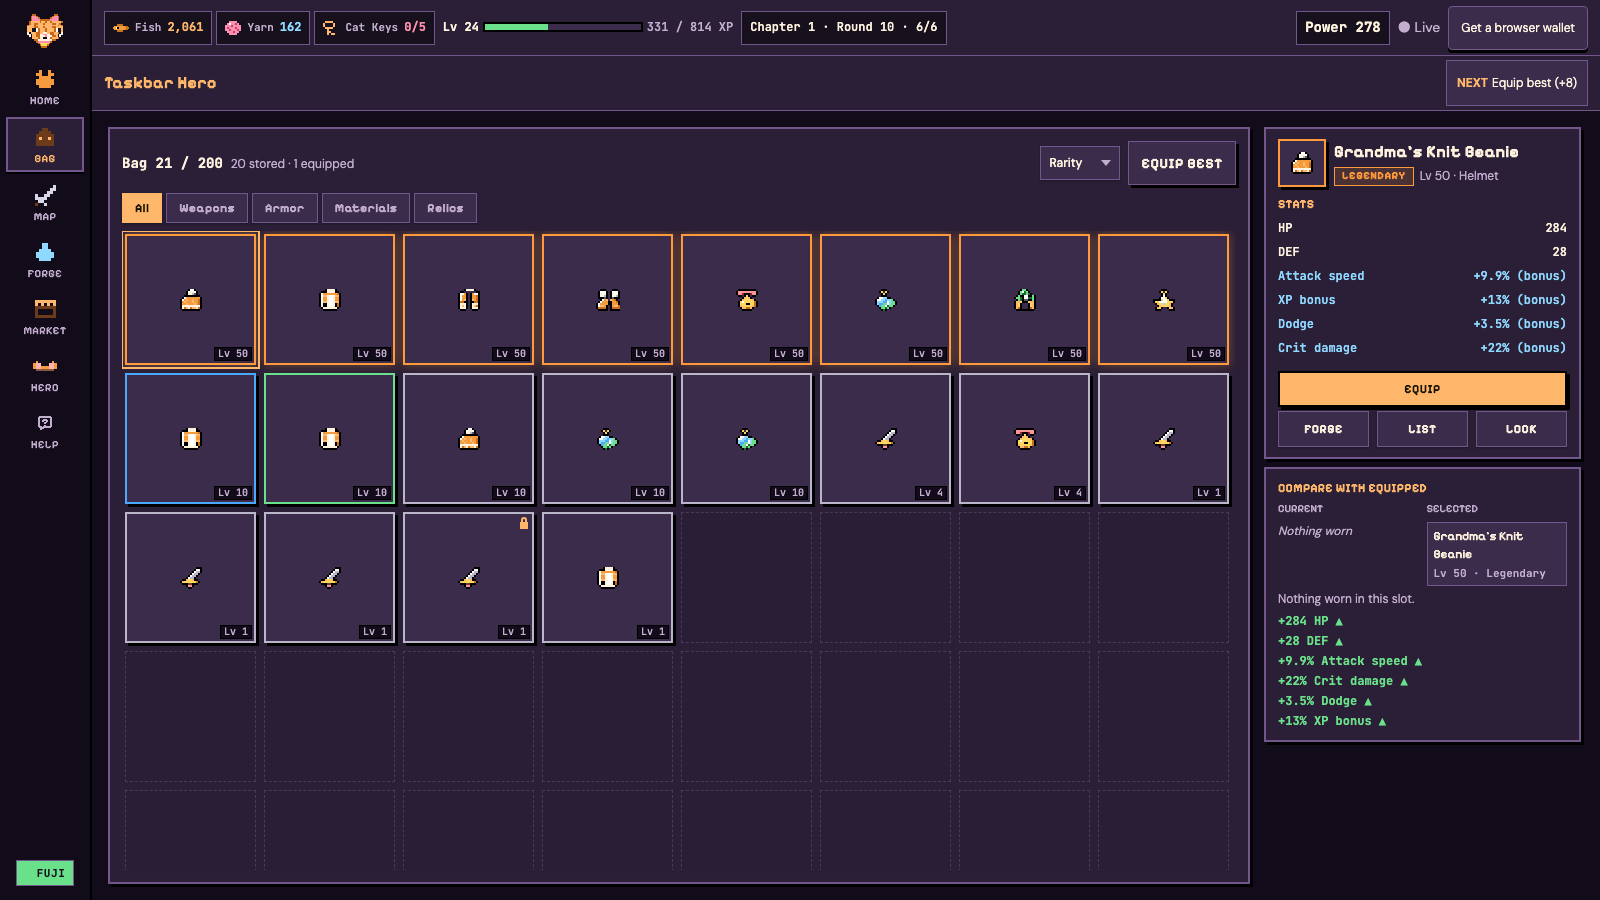 Fish 2,061
Yarn 162
Cat Keys 0/5
Lv 24
331 / 814 XP
Chapter 1 · Round 10 · 6/6
Power 278
Live
Get a browser wallet
Taskbar Hero
NEXT Equip best (+8)
HOME
BAG
MAP
FORGE
MARKET
HERO
HELP
FUJI
Bag 21 / 200 20 stored · 1 equipped
Rarity
EQUIP BEST
All
Weapons
Armor
Materials
Relics
Lv 50
Lv 50
Lv 50
Lv 50
Lv 50
Lv 50
Lv 50
Lv 50
Lv 10
Lv 10
Lv 10
Lv 10
Lv 10
Lv 4
Lv 4
Lv 1
Lv 1
Lv 1
Lv 1
Lv 1
Grandma's Knit Beanie
LEGENDARY Lv 50 · Helmet
STATS
HP 284
DEF 28
Attack speed +9.9% (bonus)
XP bonus +13% (bonus)
Dodge +3.5% (bonus)
Crit damage +22% (bonus)
EQUIP
FORGE
LIST
LOOK
COMPARE WITH EQUIPPED
CURRENT
Nothing worn
SELECTED
Grandma's Knit
Beanie
Lv 50 · Legendary
Nothing worn in this slot.
+284 HP ▲
+28 DEF ▲
+9.9% Attack speed ▲
+22% Crit damage ▲
+3.5% Dodge ▲
+13% XP bonus ▲